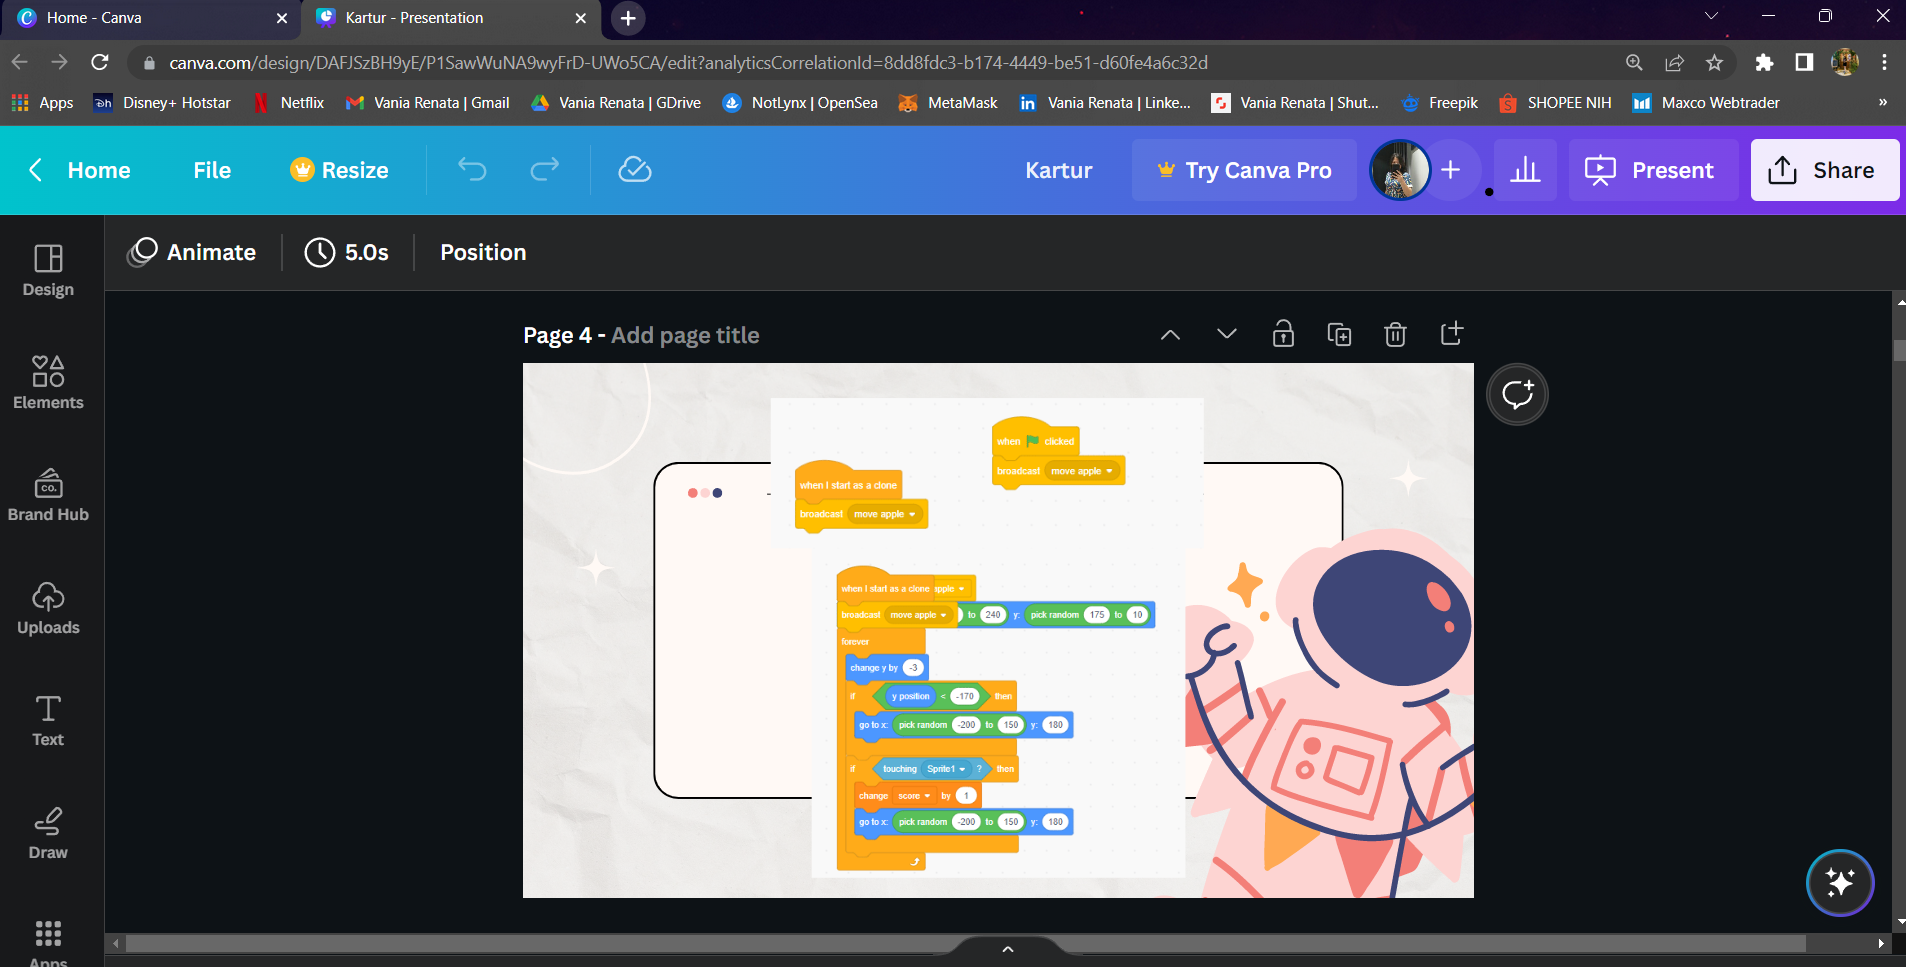 Home - Canva
Kartur - Presentation
canva.com/design/DAFJSzBH9yE/P1SawWuNA9wyFrD-UWo5CA/edit?analyticsCorrelationId=8dd8fdc3-b174-4449-be51-d60fe4a6c32d
Apps Disney+ Hotstar Netflix Vania Renata | Gmail Vania Renata | GDrive NotLynx | OpenSea MetaMask Vania Renata | Linke... Vania Renata | Shut... Freepik SHOPEE NIH Maxco Webtrader »
Home File Resize Kartur Try Canva Pro Present Share
Animate 5.0s Position
Design
Elements
CO.
Brand Hub
Uploads
Text
Draw
Apps
Page 4 - Add page title
when clicked
broadcast move apple
when I start as a clone
broadcast move apple
when I start as a clone apple
broadcast move apple to 240 y: pick random 175 to 10
forever
change y by -3
if y position < -170 then
go to x: pick random -200 to 150 y: 180
if touching Sprite1 ? then
change score by 1
go to x: pick random -200 to 150 y: 180